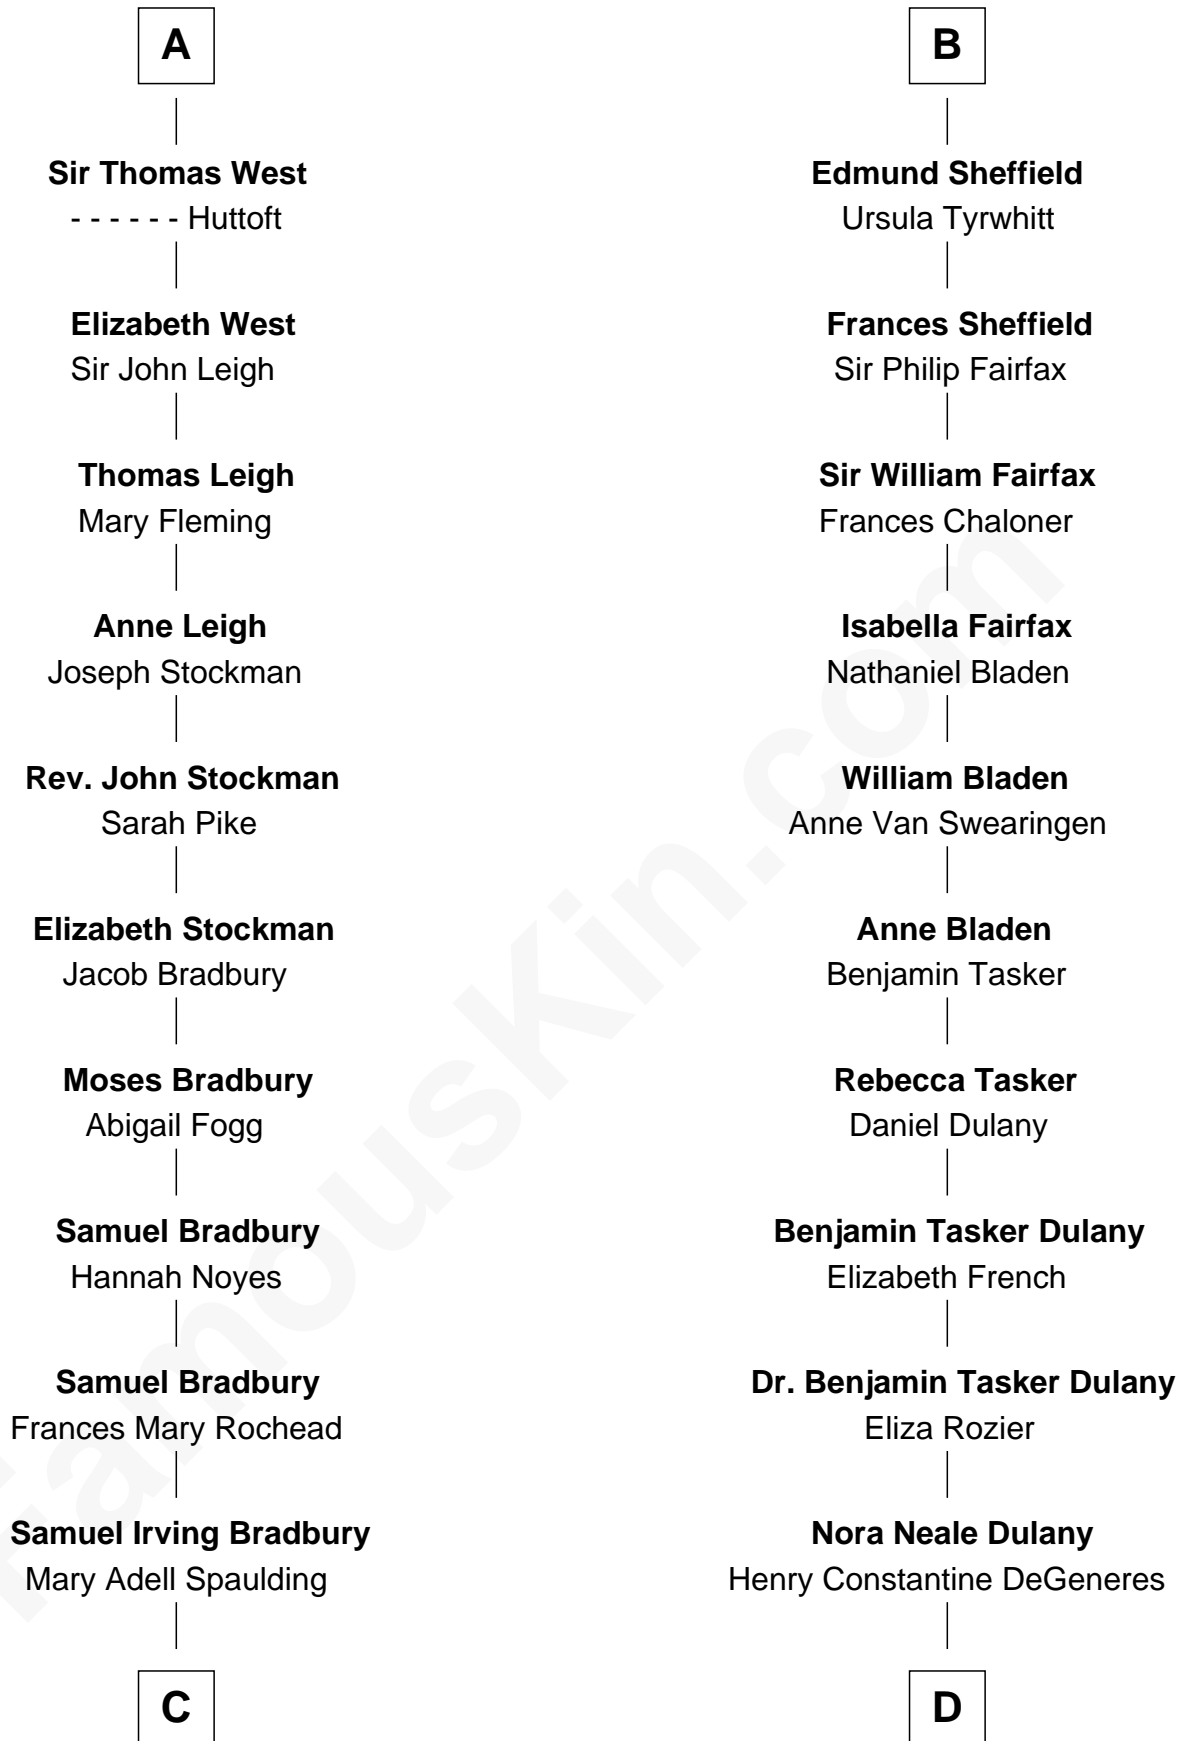 A
Sir Thomas West
- - - - - - Huttoft
Elizabeth West
Sir John Leigh
Thomas Leigh
Mary Fleming
Anne Leigh
Joseph Stockman
Rev. John Stockman
Sarah Pike
Elizabeth Stockman
Jacob Bradbury
Moses Bradbury
Abigail Fogg
Samuel Bradbury
Hannah Noyes
Samuel Bradbury
Frances Mary Rochead
Samuel Irving Bradbury
Mary Adell Spaulding
C
B
Edmund Sheffield
Ursula Tyrwhitt
Frances Sheffield
Sir Philip Fairfax
Sir William Fairfax
Frances Chaloner
Isabella Fairfax
Nathaniel Bladen
William Bladen
Anne Van Swearingen
Anne Bladen
Benjamin Tasker
Rebecca Tasker
Daniel Dulany
Benjamin Tasker Dulany
Elizabeth French
Dr. Benjamin Tasker Dulany
Eliza Rozier
Nora Neale Dulany
Henry Constantine DeGeneres
D
FamousKin.com